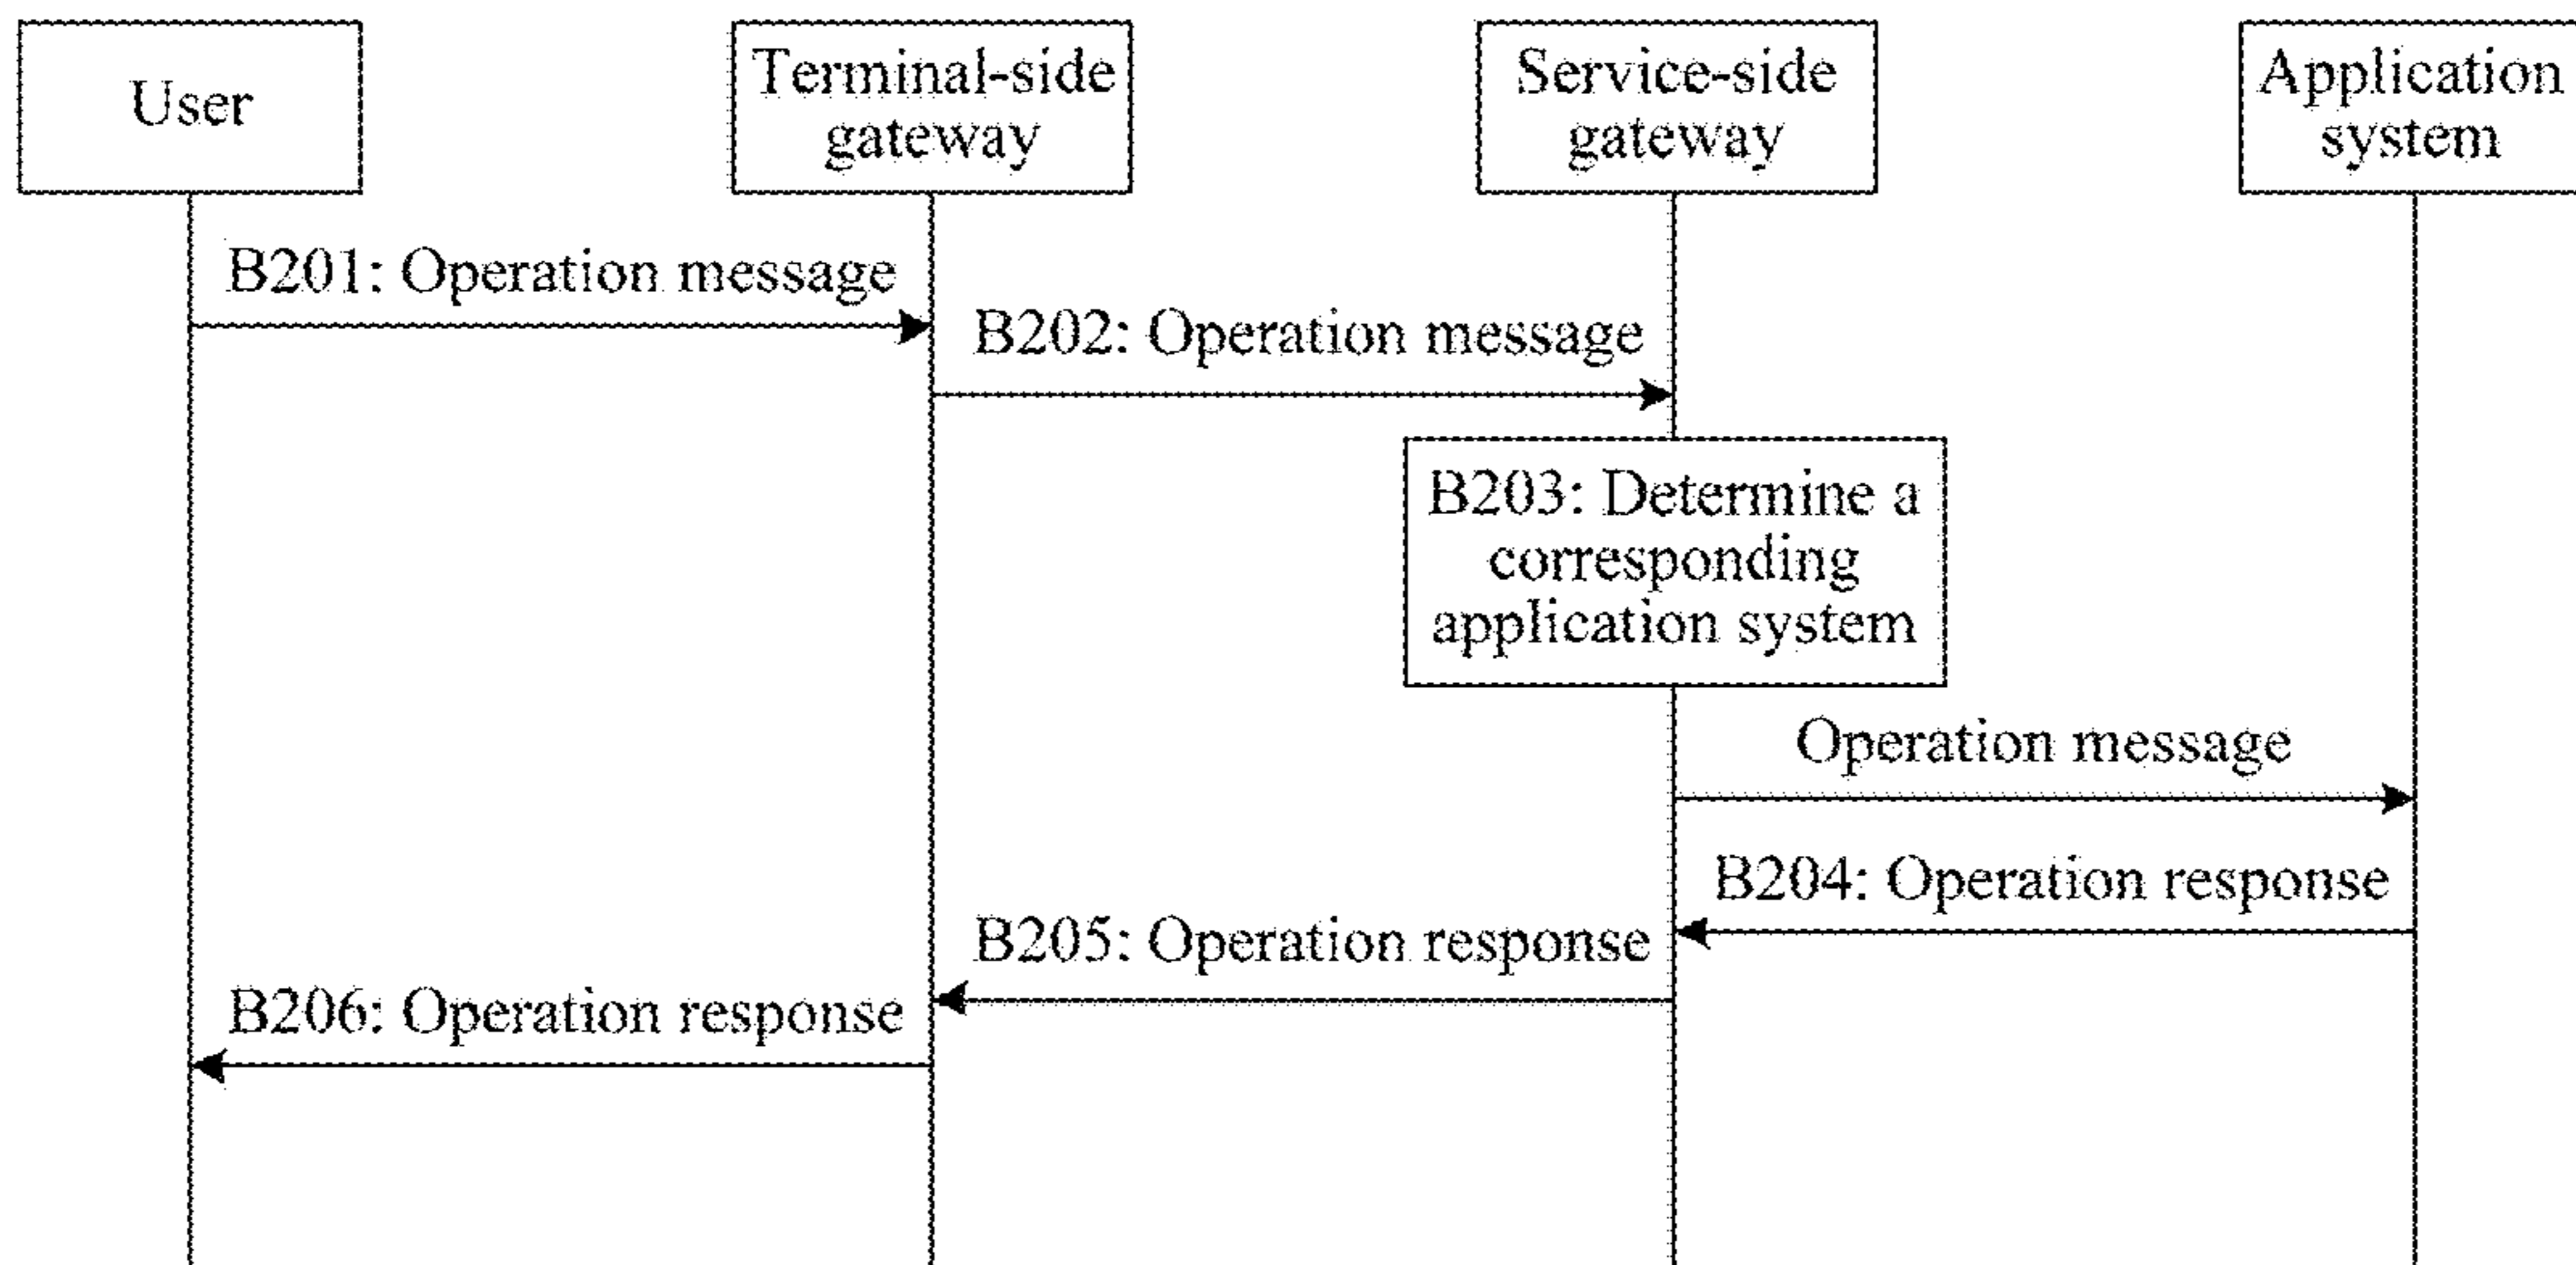 User
Terminal-side
gateway
Service-side
gateway
Application
system
B201: Operation message
B202: Operation message
B203: Determine a
corresponding
application system
Operation message
B204: Operation response
B205: Operation response
B206: Operation response